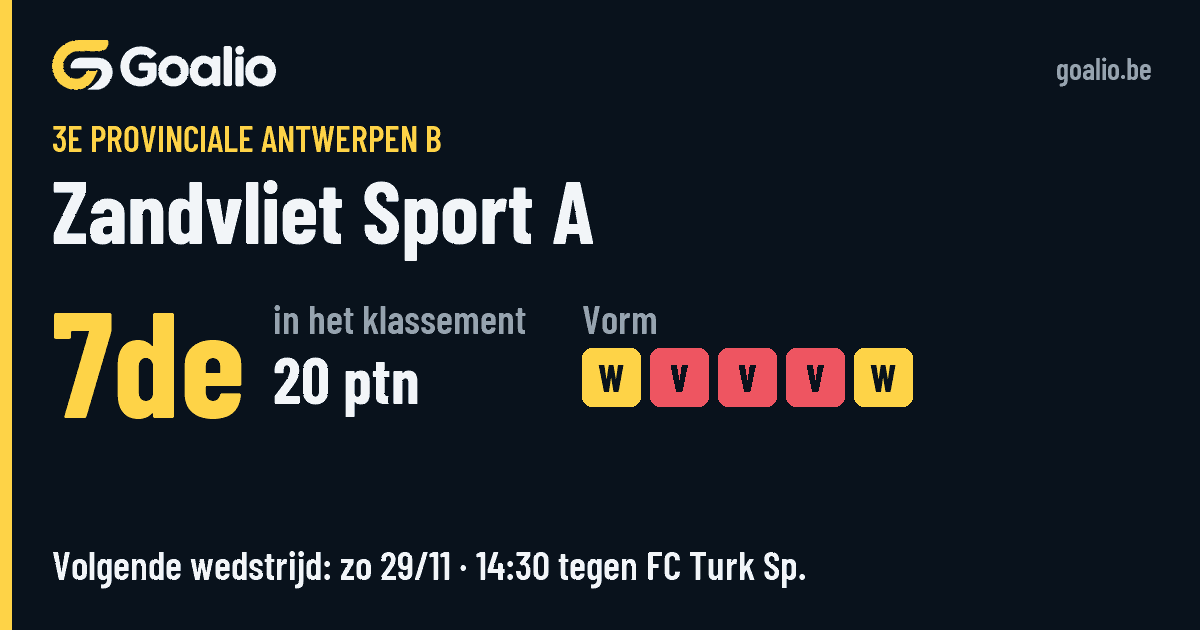 Goalio
goalio.be
3E PROVINCIALE ANTWERPEN B
Zandvliet Sport A
7de
in het klassement
20 ptn
Vorm
W V V V W
Volgende wedstrijd: zo 29/11 · 14:30 tegen FC Turk Sp.